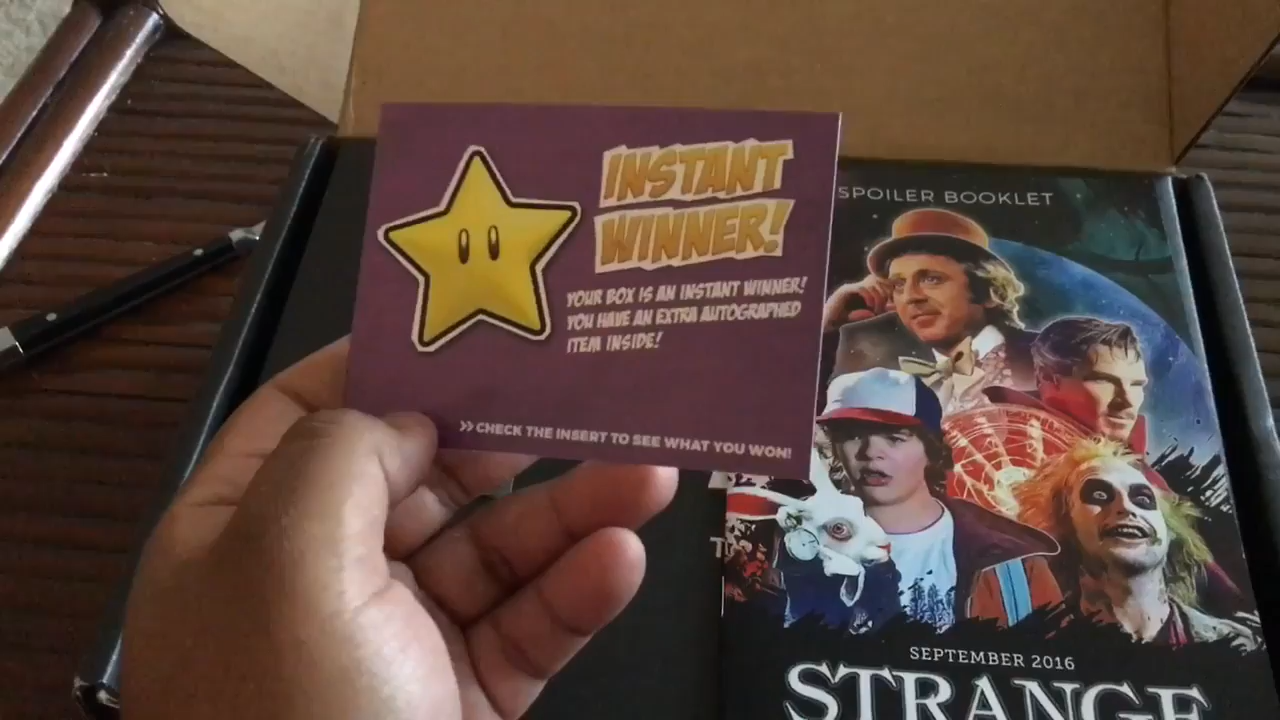 INSTANT
WINNER!
YOUR BOX IS AN INSTANT WINNER!
YOU HAVE AN EXTRA AUTOGRAPHED
ITEM INSIDE!
>> CHECK THE INSERT TO SEE WHAT YOU WON!
SPOILER BOOKLET
SEPTEMBER 2016
STRANGE